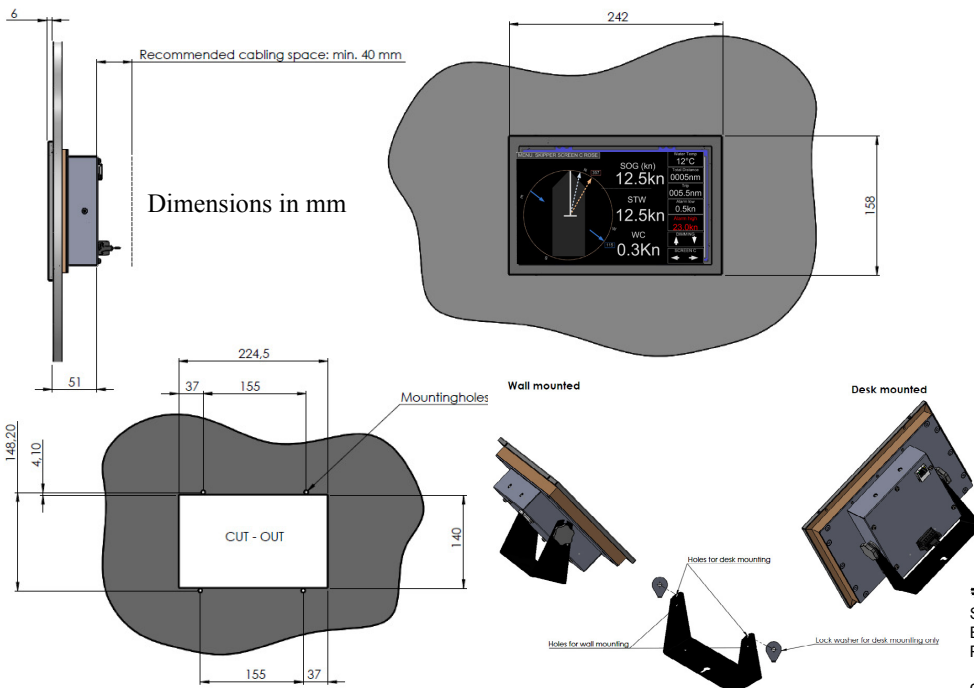 6
Recommended cabling space: min. 40 mm
Dimensions in mm
51
242
158
MENU, SKIPPER SCREEN C ROSE
SOG (kn)
12.5kn
STW
12.5kn
WC
0.3Kn
Water Temp
12°C
Total Distance
0005nm
Trip
005.5nm
Alarm low
0.5kn
Alarm high
23.0kn
DIMMING
SCREEN C
224,5
37
155
Mountingholes
148,20
4,10
CUT - OUT
140
155
37
Wall mounted
Desk mounted
Holes for desk mounting
Holes for wall mounting
Lock washer for desk mounting only